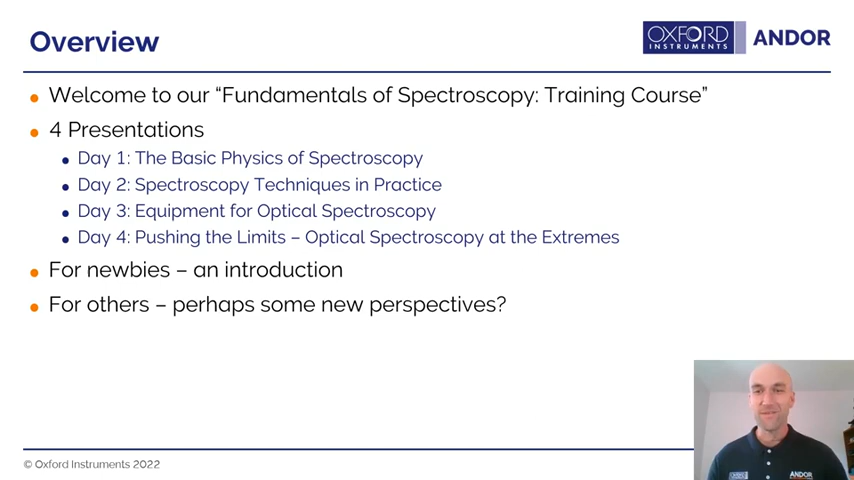 Overview
OXFORD
INSTRUMENTS
ANDOR
• Welcome to our “Fundamentals of Spectroscopy: Training Course”
• 4 Presentations
• Day 1: The Basic Physics of Spectroscopy
• Day 2: Spectroscopy Techniques in Practice
• Day 3: Equipment for Optical Spectroscopy
• Day 4: Pushing the Limits – Optical Spectroscopy at the Extremes
• For newbies – an introduction
• For others – perhaps some new perspectives?
© Oxford Instruments 2022
ANDOR